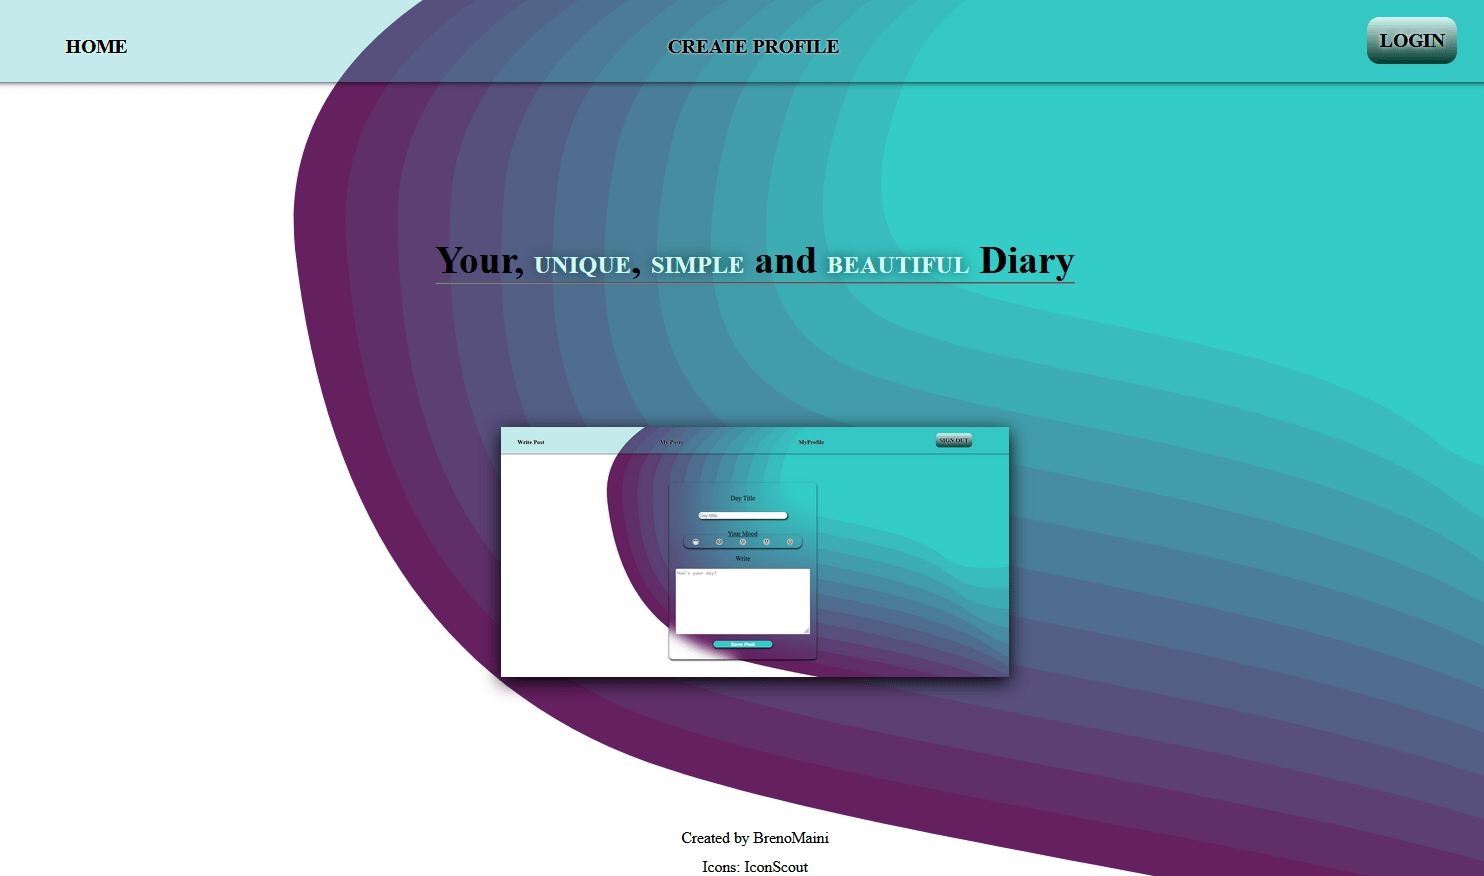 HOME CREATE PROFILE LOGIN
Your, UNIQUE, SIMPLE and BEAUTIFUL Diary
Write Post My Posts MyProfile SIGN OUT
Day Title
Day title
Your Mood
Write
How's your day?
Save Post
Created by BrenoMaini
Icons: IconScout